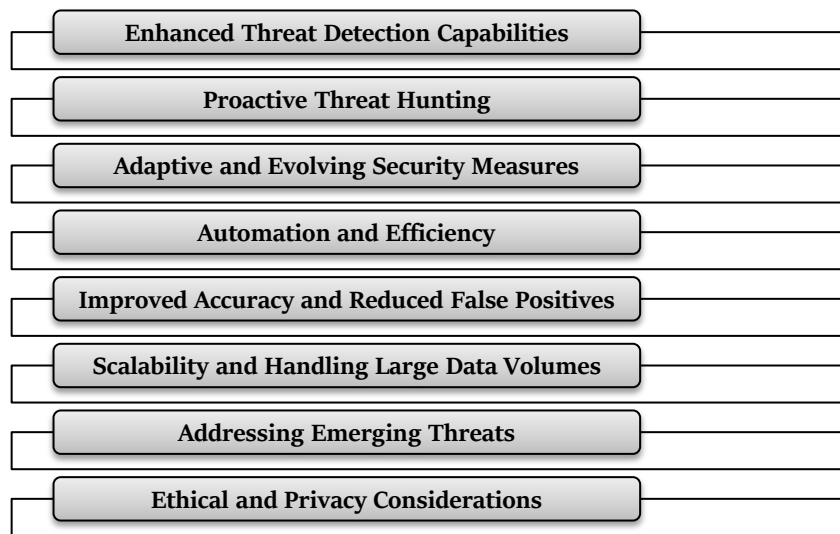 Enhanced Threat Detection Capabilities
Proactive Threat Hunting
Adaptive and Evolving Security Measures
Automation and Efficiency
Improved Accuracy and Reduced False Positives
Scalability and Handling Large Data Volumes
Addressing Emerging Threats
Ethical and Privacy Considerations